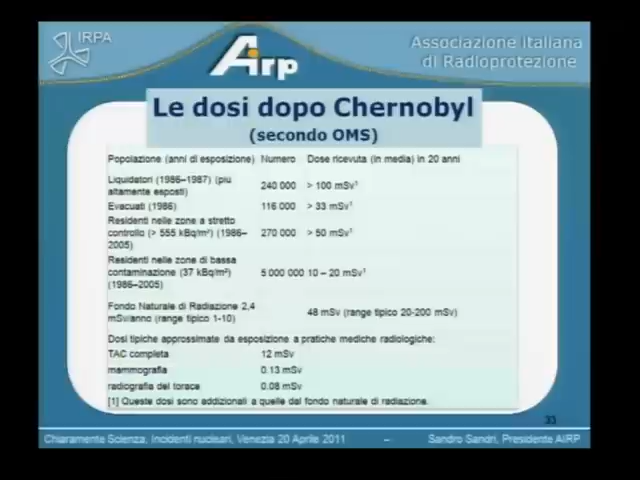 IRPA
Airp
Associazione Italiana
di Radioprotezione
Le dosi dopo Chernobyl
(secondo OMS)
Popolazione (anni di esposizione) Numero Dose ricevuta (in media) in 20 anni
Liquidatori (1986–1987) (più
altamente esposti) 240 000 > 100 mSv¹
Evacuati (1986) 116 000 > 33 mSv¹
Residenti nelle zone a stretto
controllo (> 555 kBq/m²) (1986–
2005) 270 000 > 50 mSv¹
Residenti nelle zone di bassa
contaminazione (37 kBq/m²)
(1986–2005) 5 000 000 10 – 20 mSv¹
Fondo Naturale di Radiazione 2,4
mSv/anno (range tipico 1-10) 48 mSv (range tipico 20-200 mSv)
Dosi tipiche approssimate da esposizione a pratiche mediche radiologiche:
TAC completa 12 mSv
mammografia 0.13 mSv
radiografia del torace 0.08 mSv
[1] Queste dosi sono addizionali a quelle dal fondo naturale di radiazione.
33
Chiaramente Scienza, Incidenti nucleari, Venezia 20 Aprile 2011 – Sandro Sandri, Presidente AIRP